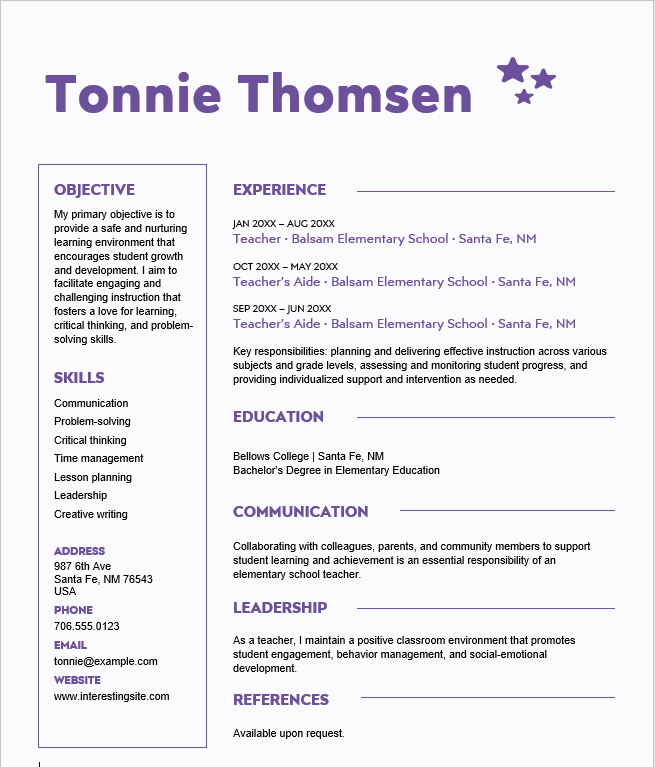 Tonnie Thomsen
OBJECTIVE
My primary objective is to
provide a safe and nurturing
learning environment that
encourages student growth
and development. I aim to
facilitate engaging and
challenging instruction that
fosters a love for learning,
critical thinking, and problem-
solving skills.
SKILLS
Communication
Problem-solving
Critical thinking
Time management
Lesson planning
Leadership
Creative writing
ADDRESS
987 6th Ave
Santa Fe, NM 76543
USA
PHONE
706.555.0123
EMAIL
tonnie@example.com
WEBSITE
www.interestingsite.com
EXPERIENCE
JAN 20XX – AUG 20XX
Teacher • Balsam Elementary School • Santa Fe, NM
OCT 20XX – MAY 20XX
Teacher’s Aide • Balsam Elementary School • Santa Fe, NM
SEP 20XX – JUN 20XX
Teacher’s Aide • Balsam Elementary School • Santa Fe, NM
Key responsibilities: planning and delivering effective instruction across various
subjects and grade levels, assessing and monitoring student progress, and
providing individualized support and intervention as needed.
EDUCATION
Bellows College | Santa Fe, NM
Bachelor’s Degree in Elementary Education
COMMUNICATION
Collaborating with colleagues, parents, and community members to support
student learning and achievement is an essential responsibility of an
elementary school teacher.
LEADERSHIP
As a teacher, I maintain a positive classroom environment that promotes
student engagement, behavior management, and social-emotional
development.
REFERENCES
Available upon request.